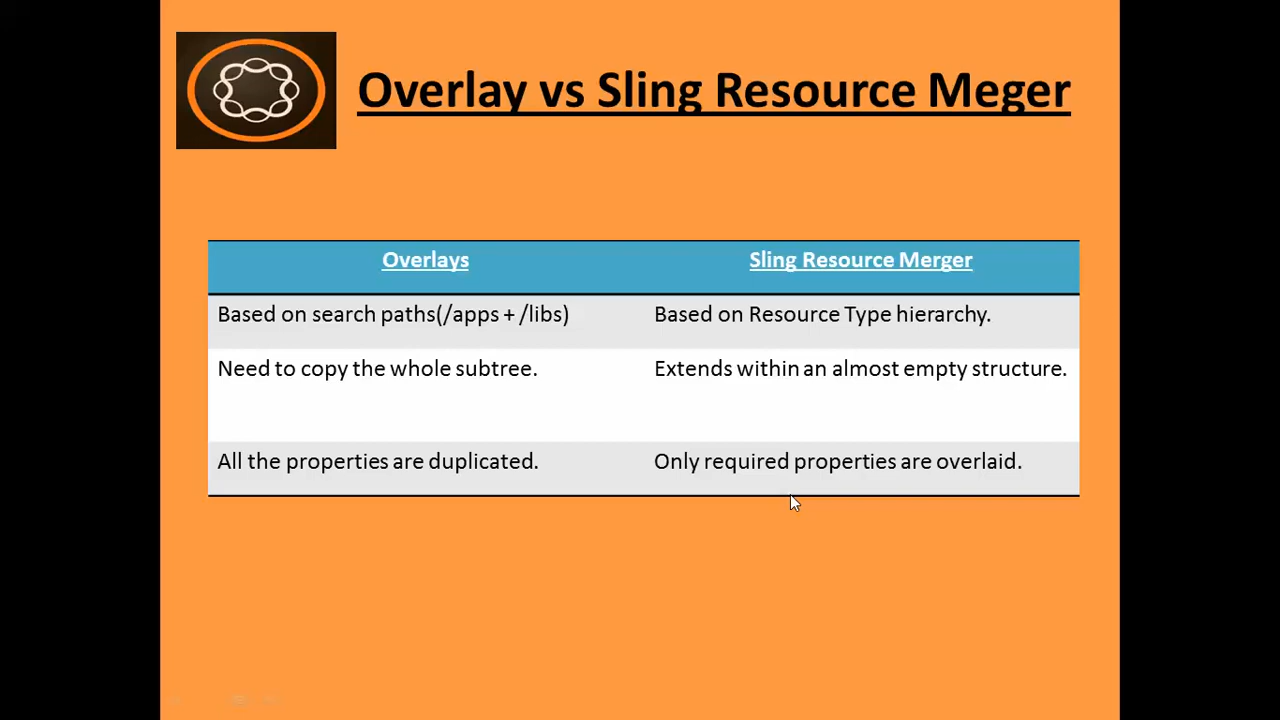 Overlay vs Sling Resource Meger
Overlays
Sling Resource Merger
Based on search paths(/apps + /libs)
Based on Resource Type hierarchy.
Need to copy the whole subtree.
Extends within an almost empty structure.
All the properties are duplicated.
Only required properties are overlaid.